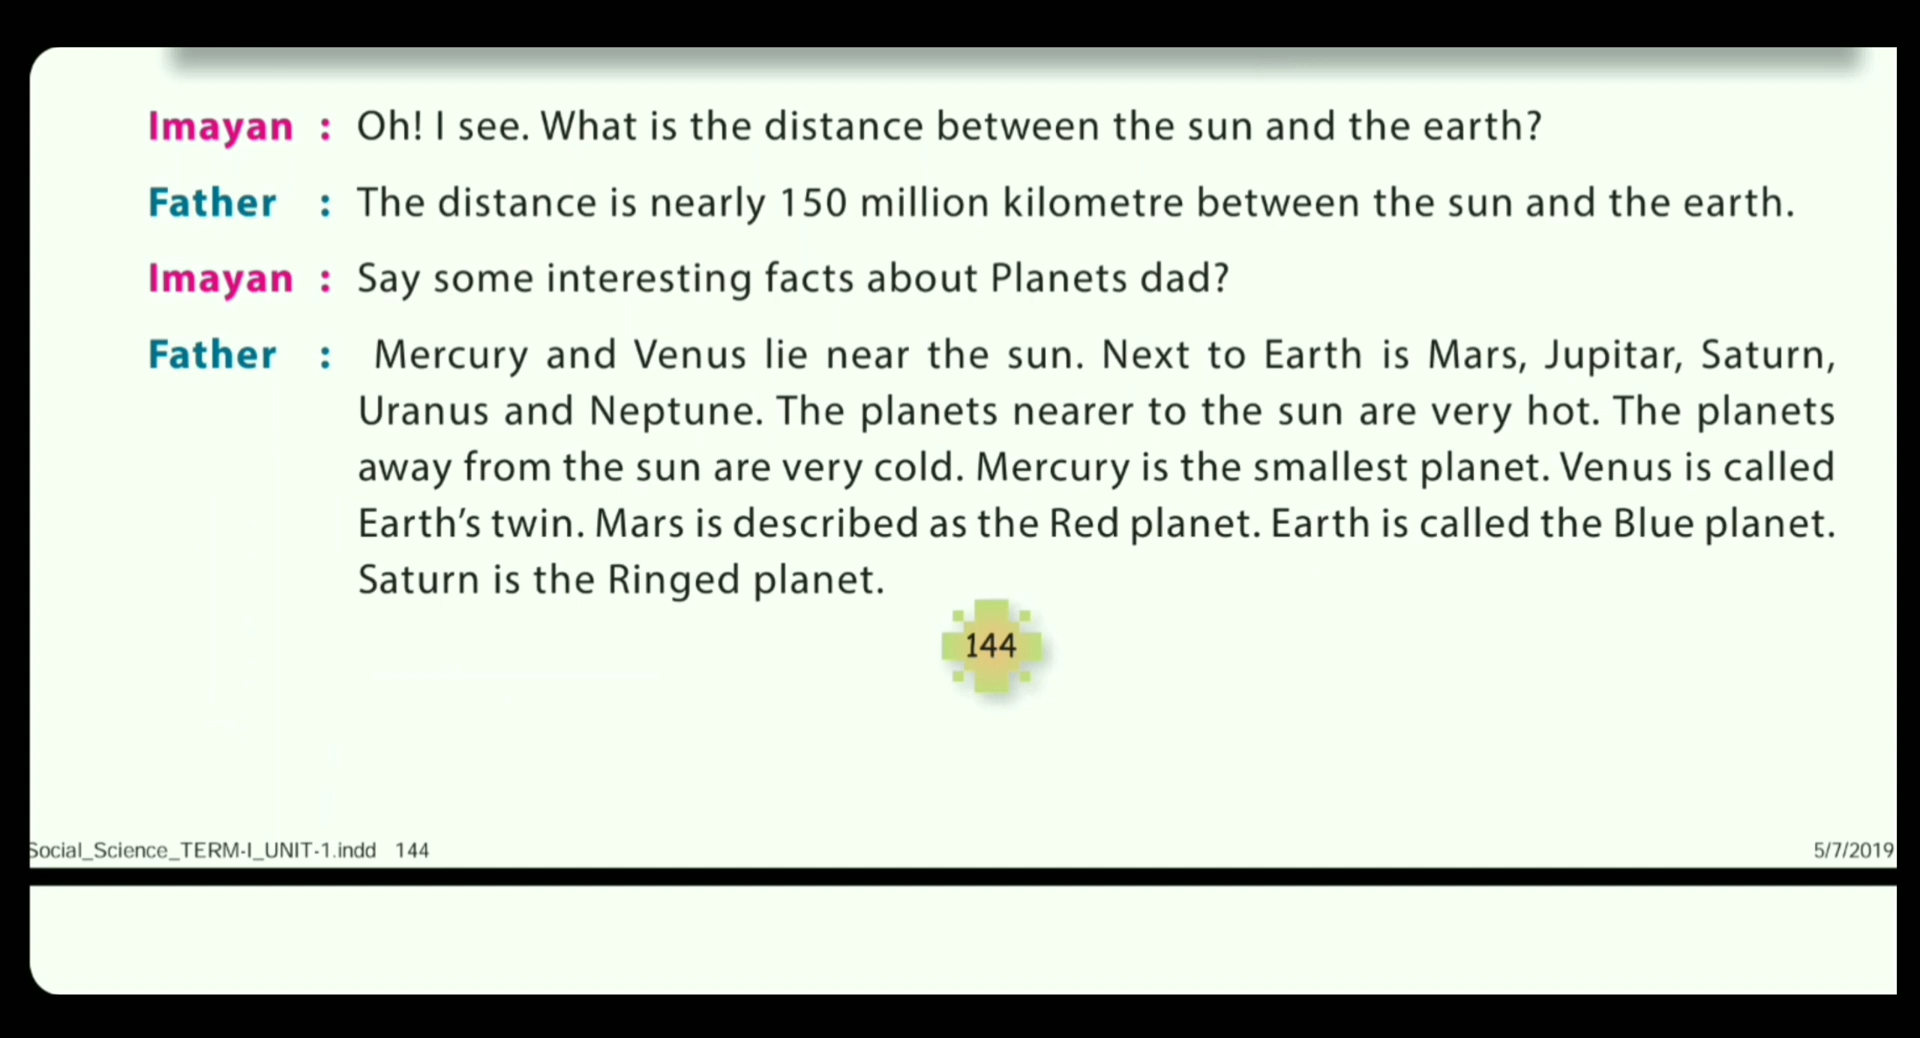 Imayan : Oh! I see. What is the distance between the sun and the earth?
Father : The distance is nearly 150 million kilometre between the sun and the earth.
Imayan : Say some interesting facts about Planets dad?
Father : Mercury and Venus lie near the sun. Next to Earth is Mars, Jupitar, Saturn,
Uranus and Neptune. The planets nearer to the sun are very hot. The planets
away from the sun are very cold. Mercury is the smallest planet. Venus is called
Earth’s twin. Mars is described as the Red planet. Earth is called the Blue planet.
Saturn is the Ringed planet.
144
Social_Science_TERM-I_UNIT-1.indd 144
5/7/2019